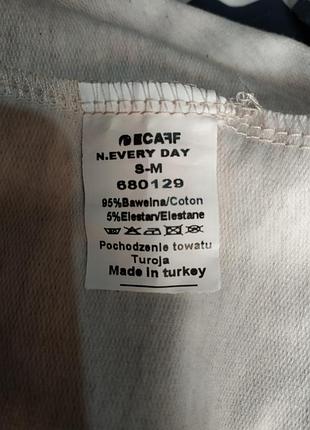 ECAFF
N.EVERY DAY
S-M
680129
95%Bawelna/Coton
5%Elestan/Elestane
Pochodzenie towatu
Turoja
Made in turkey